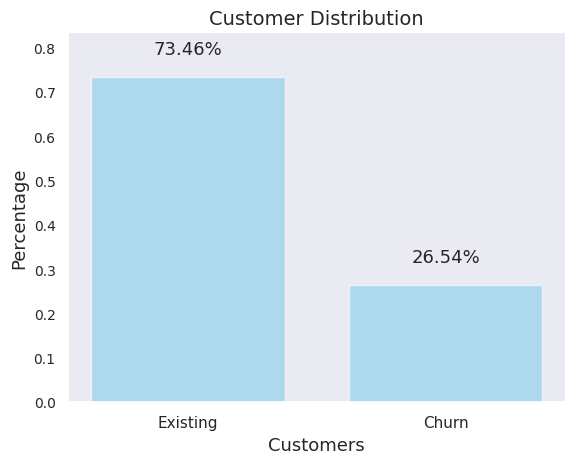 Customer Distribution
73.46%
26.54%
Percentage
0.8
0.7
0.6
0.5
0.4
0.3
0.2
0.1
0.0
Existing
Churn
Customers